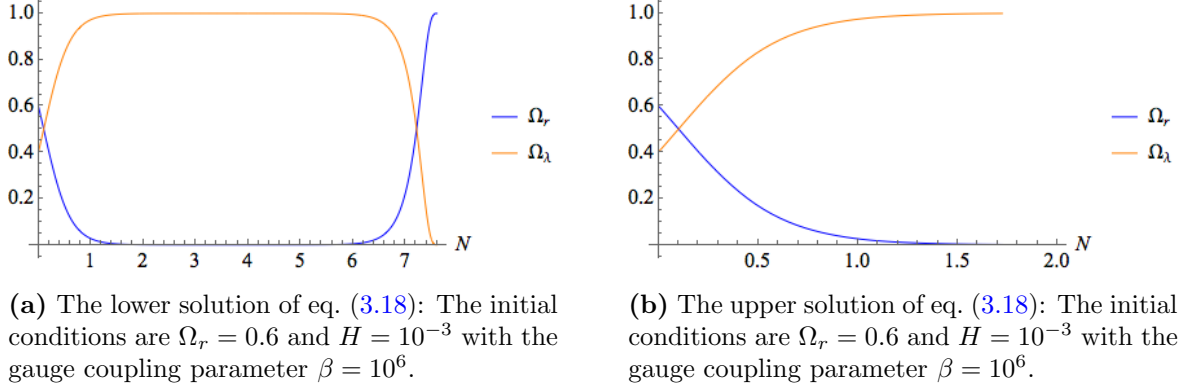 1.0
0.8
0.6
0.4
0.2
1 2 3 4 5 6 7
N
Ωr
Ωλ
(a) The lower solution of eq. (3.18): The initial
conditions are Ωr = 0.6 and H = 10⁻³ with the
gauge coupling parameter β = 10⁶.
1.0
0.8
0.6
0.4
0.2
0.5 1.0 1.5 2.0
N
Ωr
Ωλ
(b) The upper solution of eq. (3.18): The initial
conditions are Ωr = 0.6 and H = 10⁻³ with the
gauge coupling parameter β = 10⁶.